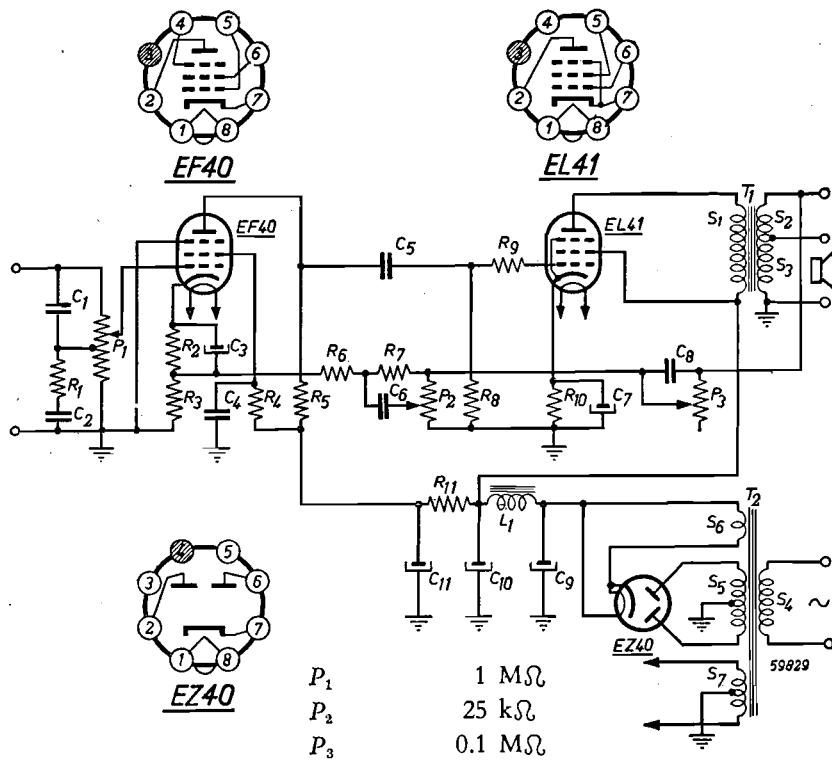 4 5
3 6
2 7
1 8
EF40
4 5
3 6
2 7
1 8
EL41
EF40
EL41
T1
S1 S2
S3
C5
R9
C1
P1
R1
C2
R2 C3
R3 C4 R4 R5
R6 R7
C6 P2 R8
R10 C7
C8
P3
R11
L1
C11 C10 C9
T2
S6
S5 S4
~
EZ40
S7
59829
4 5
3 6
2 7
1 8
EZ40
P₁ 1 MΩ
P₂ 25 kΩ
P₃ 0.1 MΩ